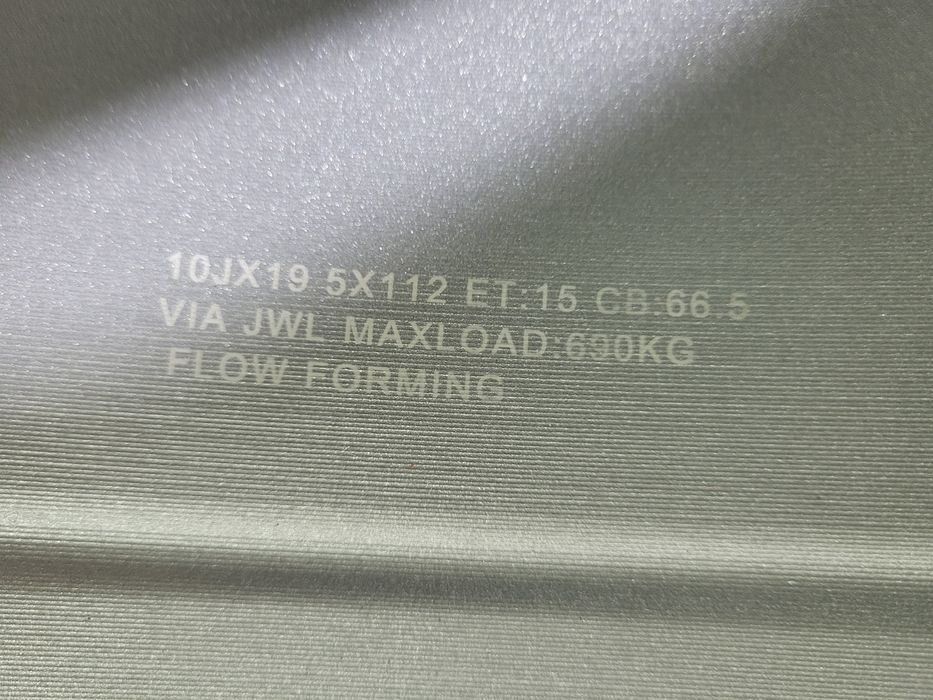 10JX19 5X112 ET:15 CB:66.5
VIA JWL MAXLOAD:690KG
FLOW FORMING